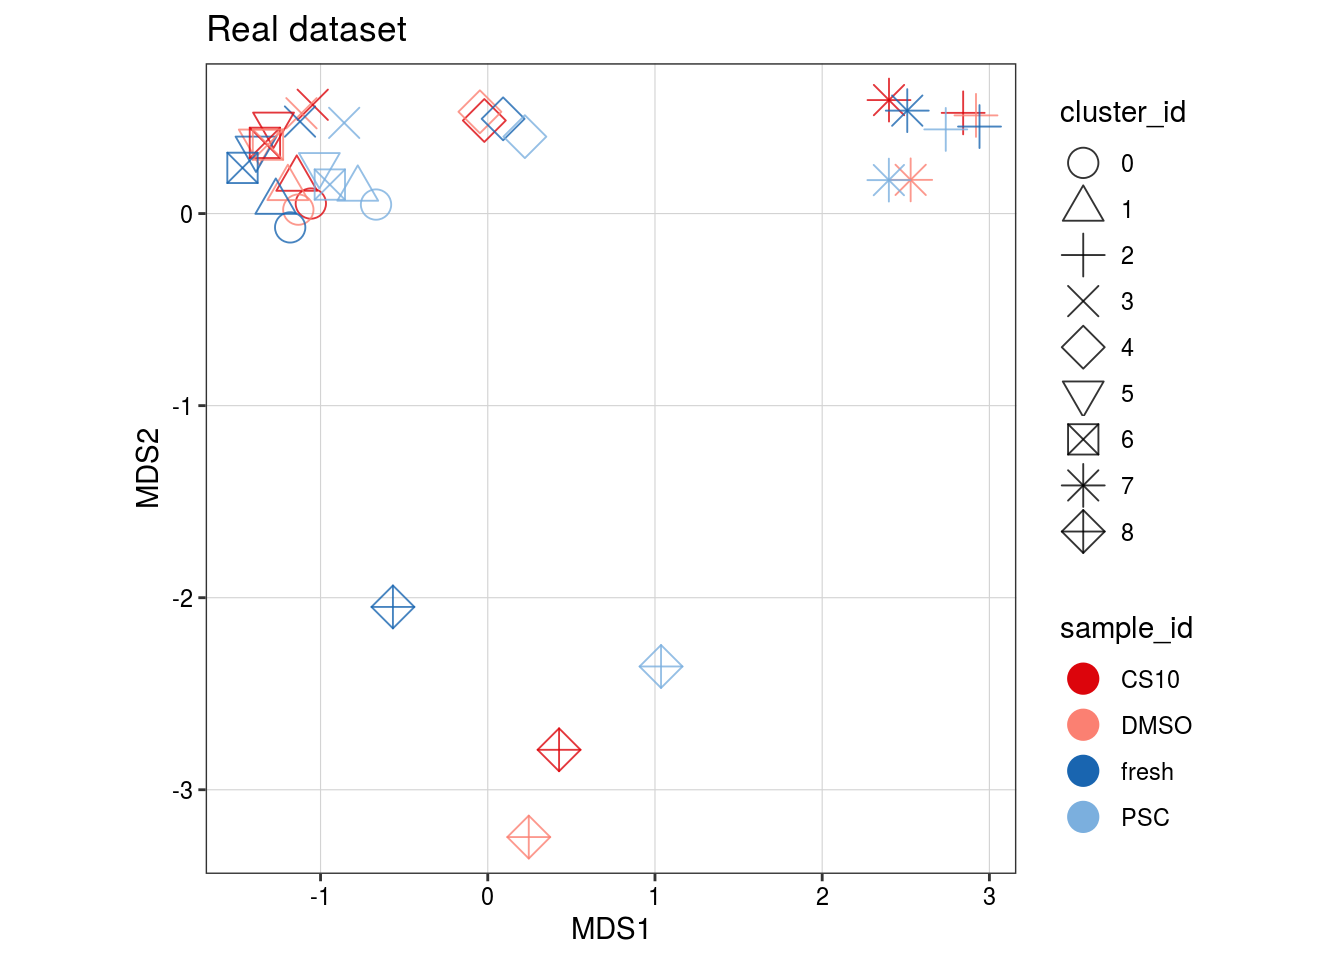 Real dataset
MDS2
0
-1
-2
-3
-1
0
1
2
3
MDS1
cluster_id
0
1
2
3
4
5
6
7
8
sample_id
CS10
DMSO
fresh
PSC